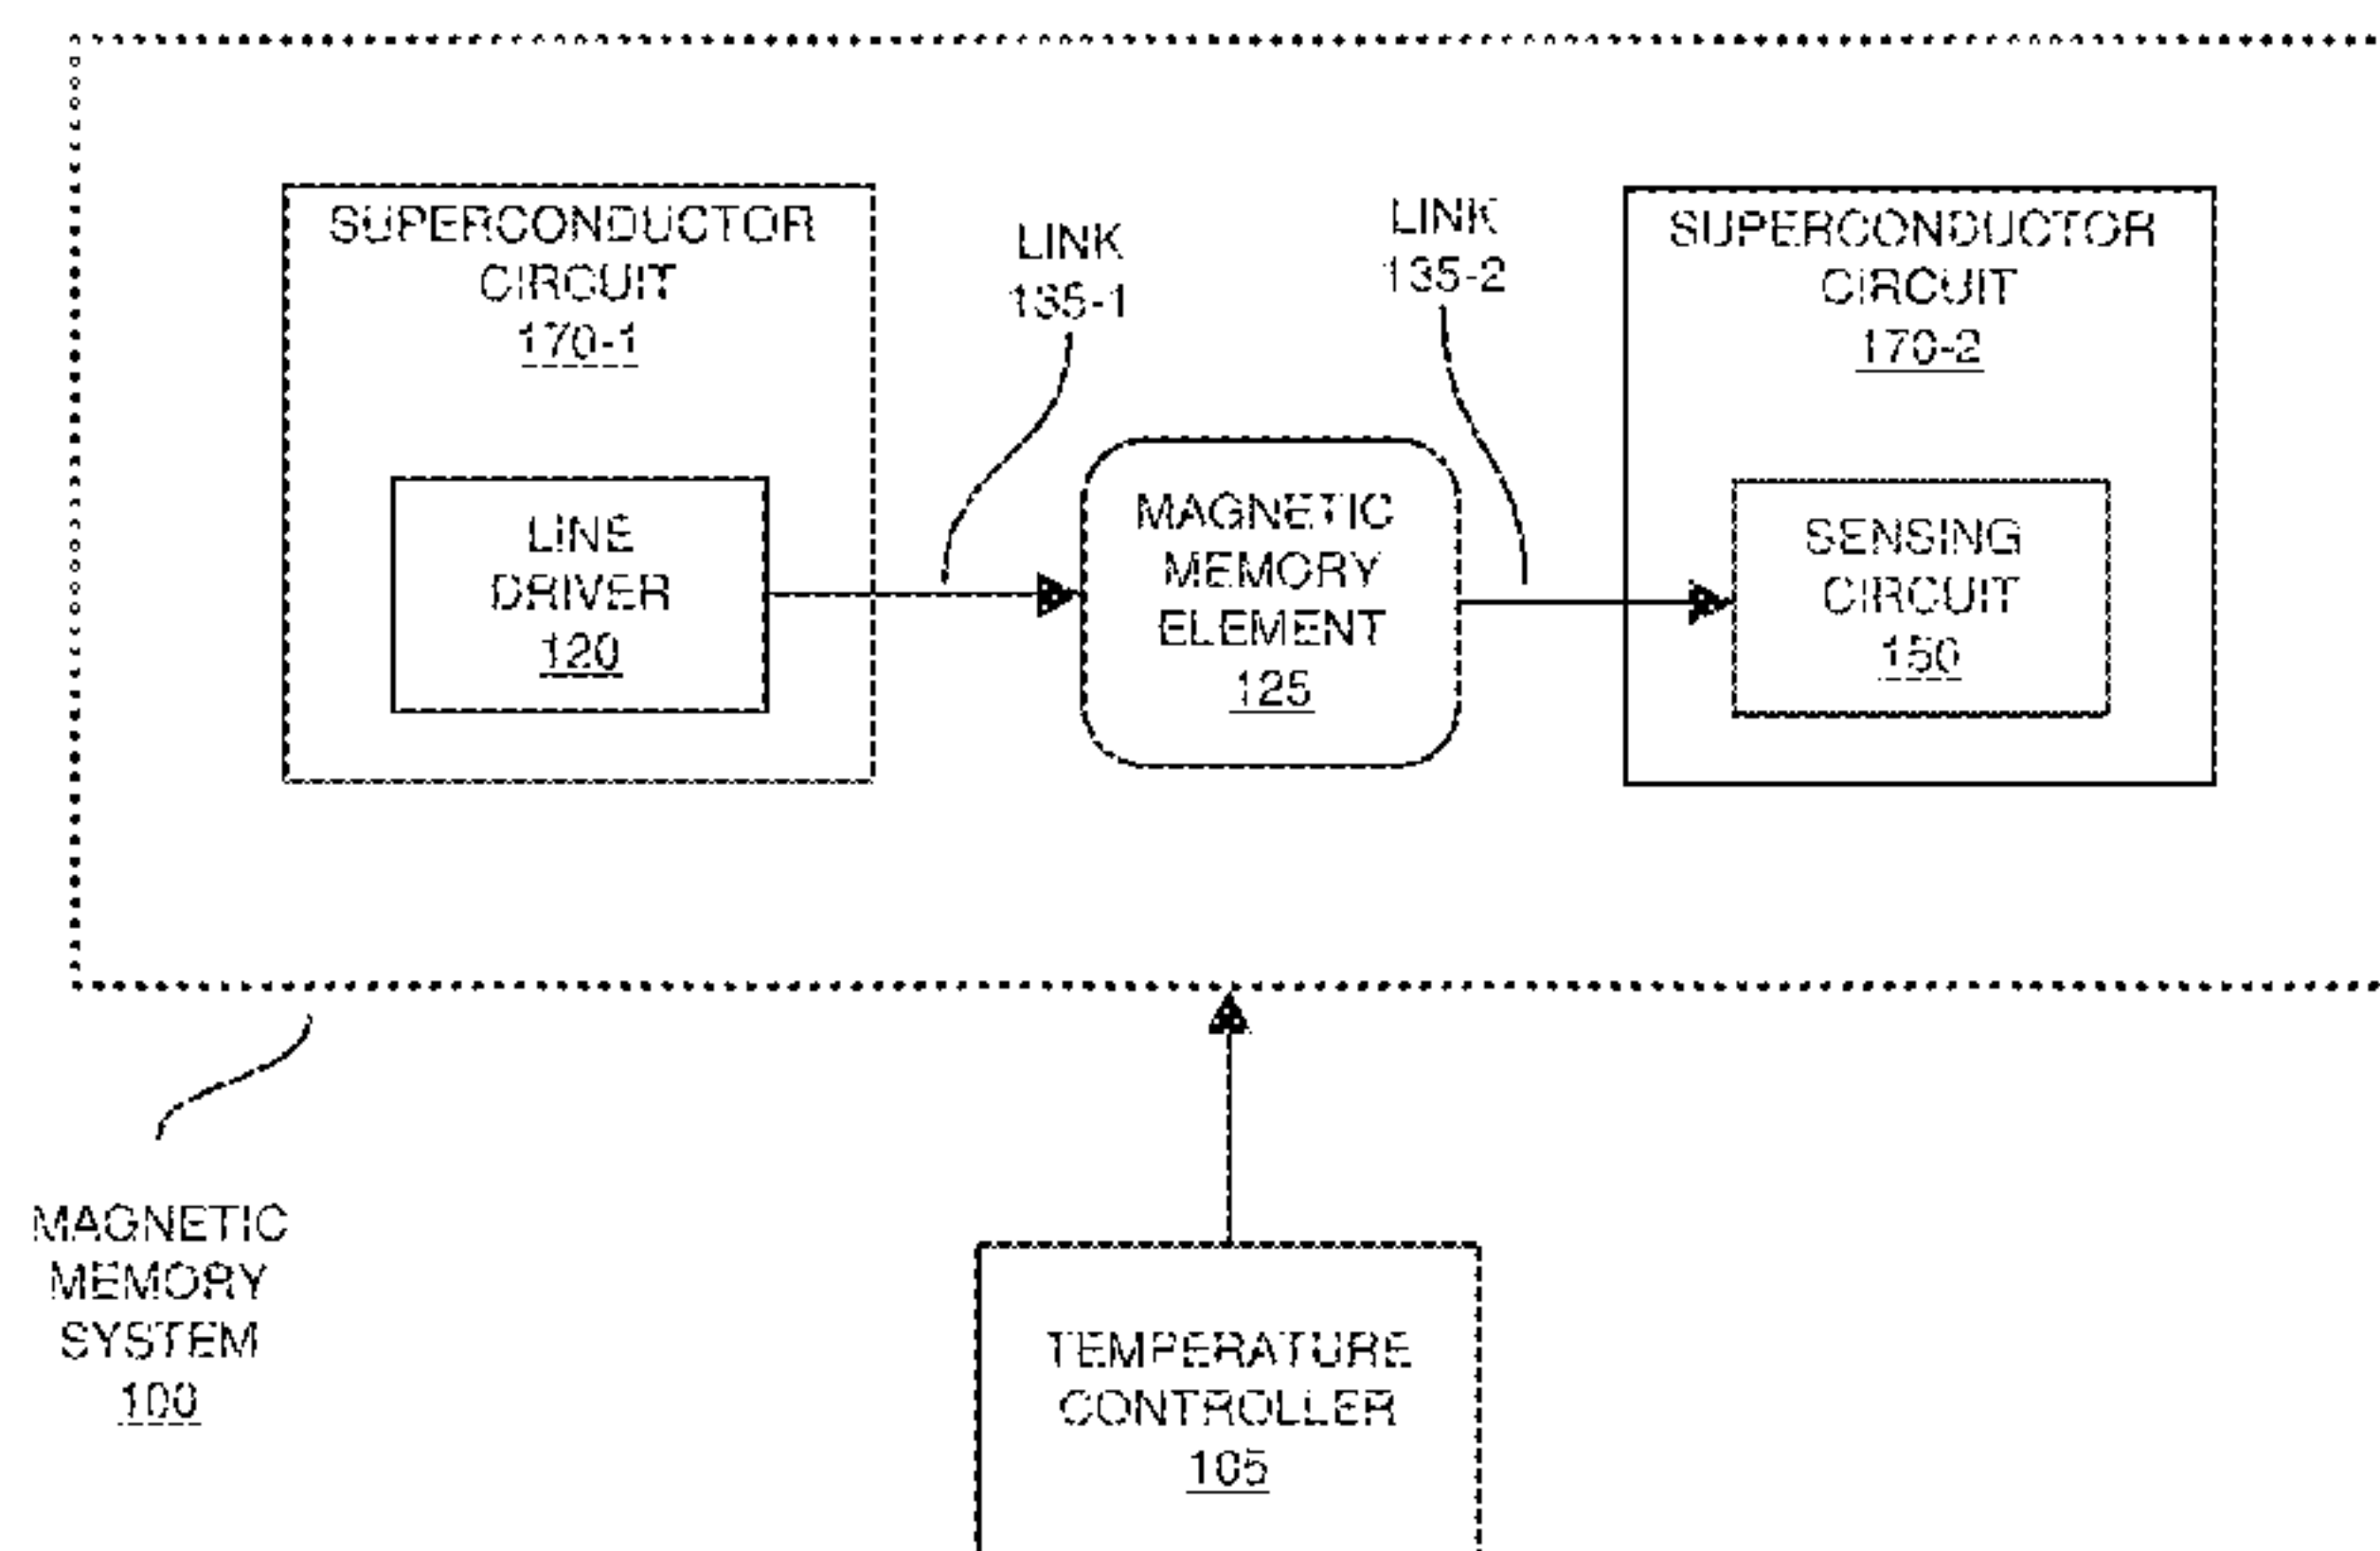 SUPERCONDUCTOR
CIRCUIT
170-1
LINE
DRIVER
120
LINK
135-1
MAGNETIC
MEMORY
ELEMENT
125
LINK
135-2
SUPERCONDUCTOR
CIRCUIT
170-2
SENSING
CIRCUIT
150
MAGNETIC
MEMORY
SYSTEM
100
TEMPERATURE
CONTROLLER
105